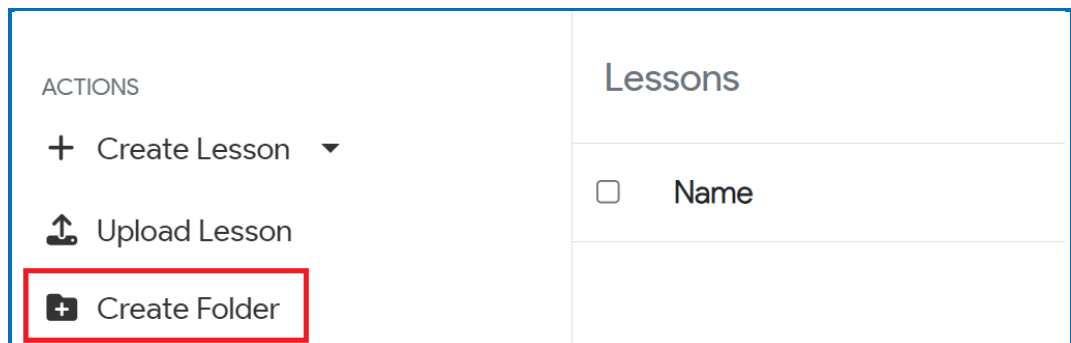 ACTIONS
Create Lesson
Upload Lesson
Create Folder
Lessons
Name